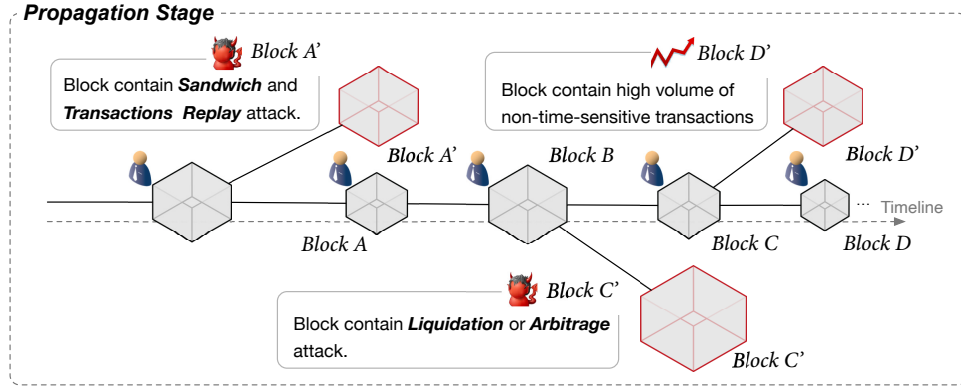 Propagation Stage
Block A'
Block contain Sandwich and
Transactions Replay attack.
Block D'
Block contain high volume of
non-time-sensitive transactions
Block A'
Block B
Block D'
Block A
Block C
Block D
...
Timeline
Block C'
Block contain Liquidation or Arbitrage
attack.
Block C'